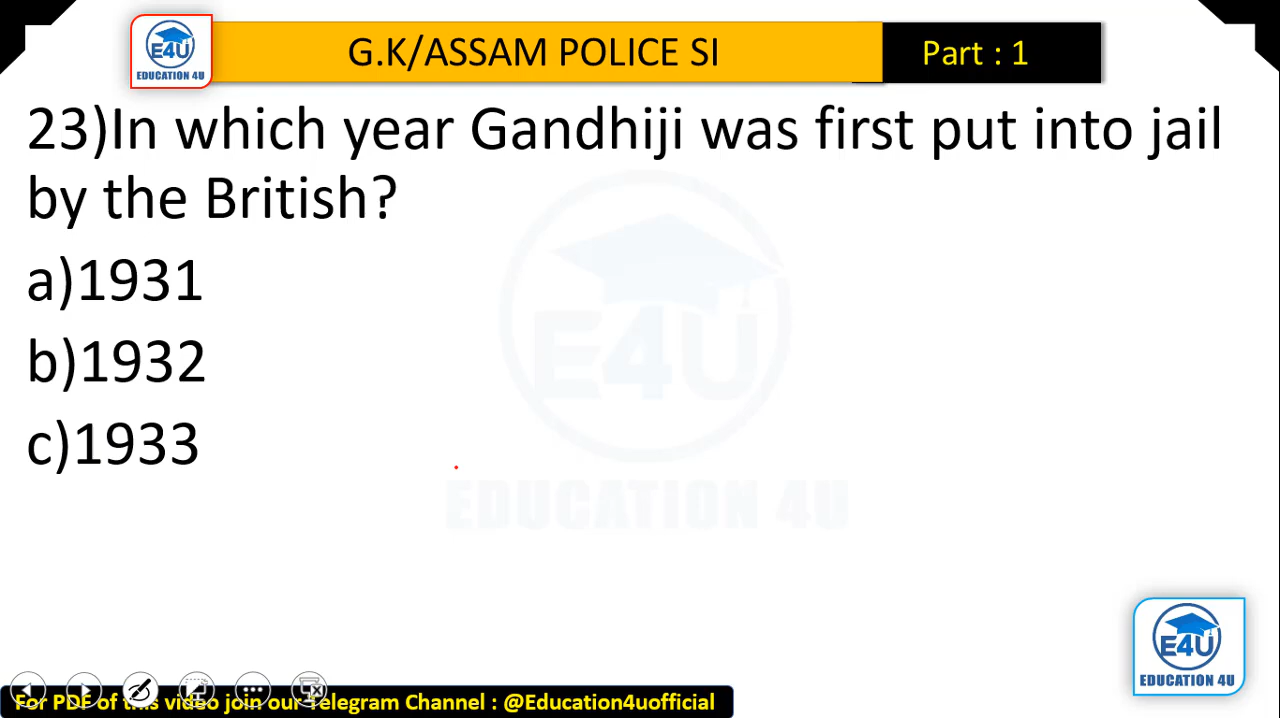 E4U
EDUCATION 4U
G.K/ASSAM POLICE SI
Part : 1
23)In which year Gandhiji was first put into jail
by the British?
a)1931
b)1932
c)1933
E4U
EDUCATION 4U
E4U
EDUCATION 4U
For PDF of this video join our Telegram Channel : @Education4uofficial